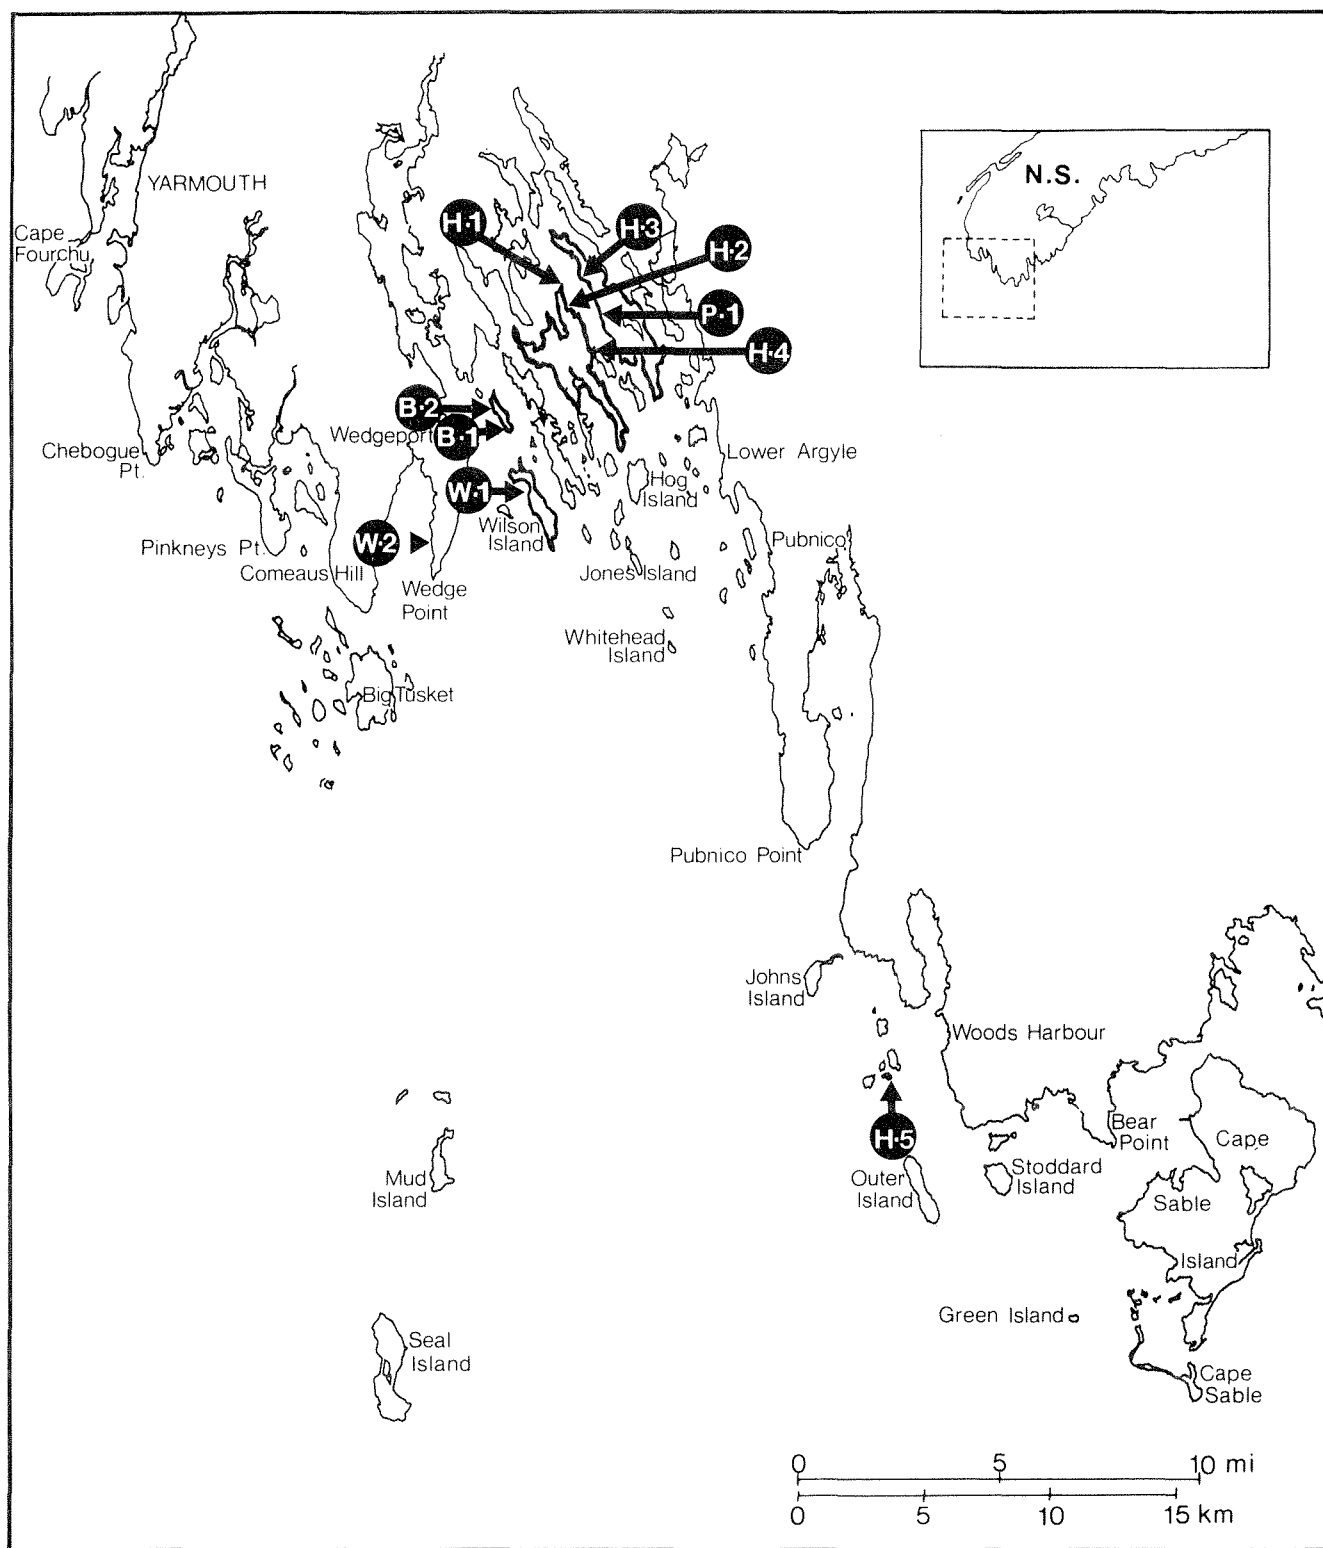 N.S.
YARMOUTH
Cape
Fourchu
H·1
H·3
H·2
P·1
H·4
B·2
Wedgeport
B·1
Chebogue
Pt.
Lower Argyle
W·1
Hog
Island
Wilson
Island
W·2
Pinkneys Pt.
Comeaus Hill
Pubnico
Jones Island
Wedge
Point
Whitehead
Island
Big Tusket
Pubnico Point
Johns
Island
Woods Harbour
H·5
Bear
Point
Cape
Mud
Island
Outer
Island
Stoddard
Island
Sable
Island
Green Island
Seal
Island
Cape
Sable
0 5 10 mi
0 5 10 15 km